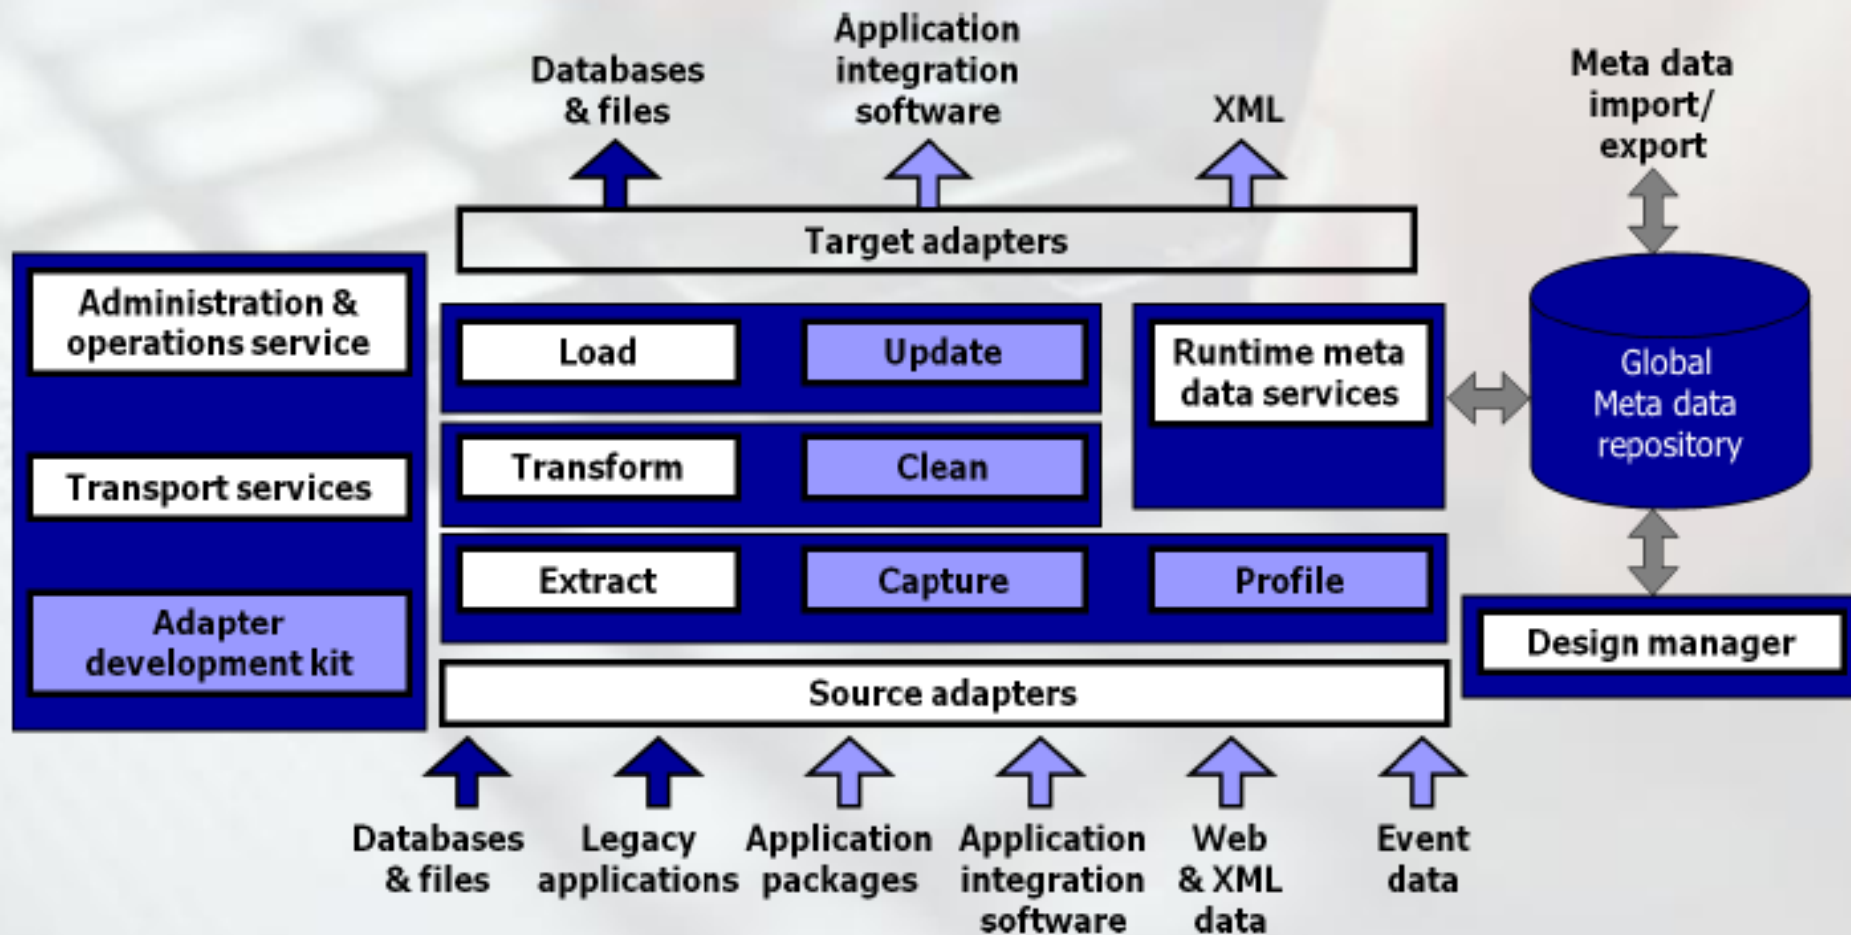 Databases
& files
Application
integration
software
XML
Meta data
import/
export
Target adapters
Administration &
operations service
Transport services
Adapter
development kit
Load
Update
Transform
Clean
Extract
Capture
Profile
Runtime meta
data services
Global
Meta data
repository
Design manager
Source adapters
Databases
& files
Legacy
applications
Application
packages
Application
integration
software
Web
& XML
data
Event
data